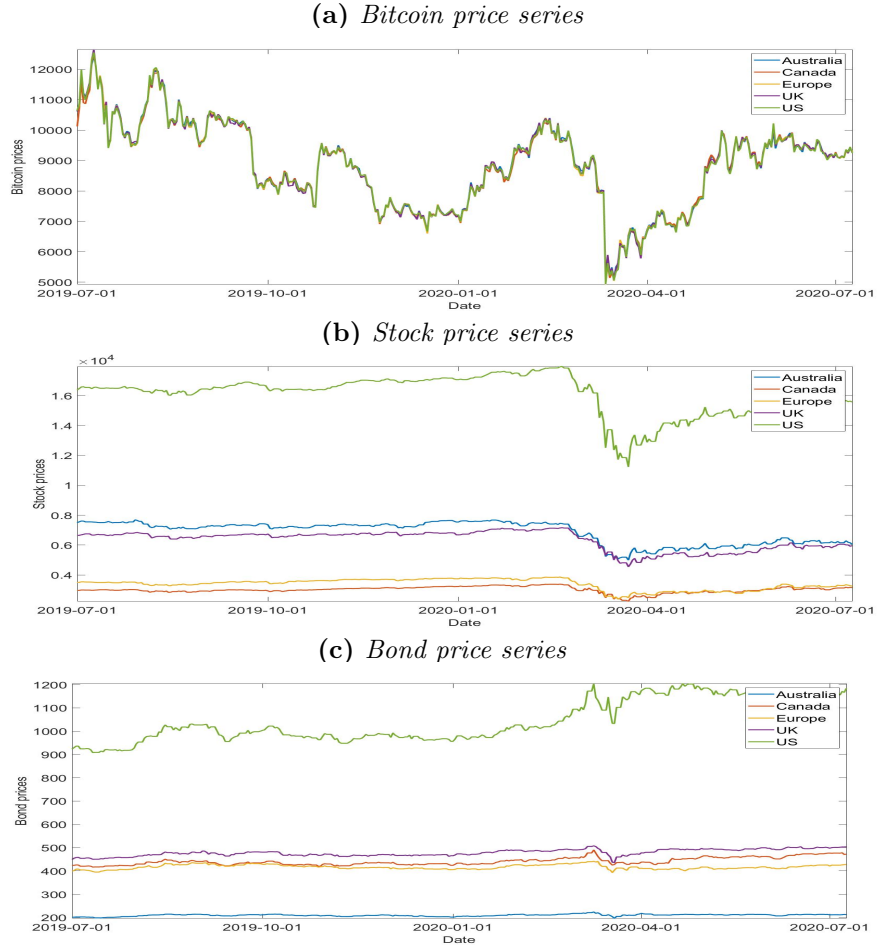 (a) Bitcoin price series
12000
11000
10000
9000
8000
7000
6000
5000
Bitcoin prices
Australia
Canada
Europe
UK
US
2019-07-01 2019-10-01 2020-01-01 2020-04-01 2020-07-01
Date
(b) Stock price series
× 10⁴
1.6
1.4
1.2
1
0.8
0.6
0.4
Stock prices
Australia
Canada
Europe
UK
US
2019-07-01 2019-10-01 2020-01-01 2020-04-01 2020-07-01
Date
(c) Bond price series
1200
1100
1000
900
800
700
600
500
400
300
200
Bond prices
Australia
Canada
Europe
UK
US
2019-07-01 2019-10-01 2020-01-01 2020-04-01 2020-07-01
Date